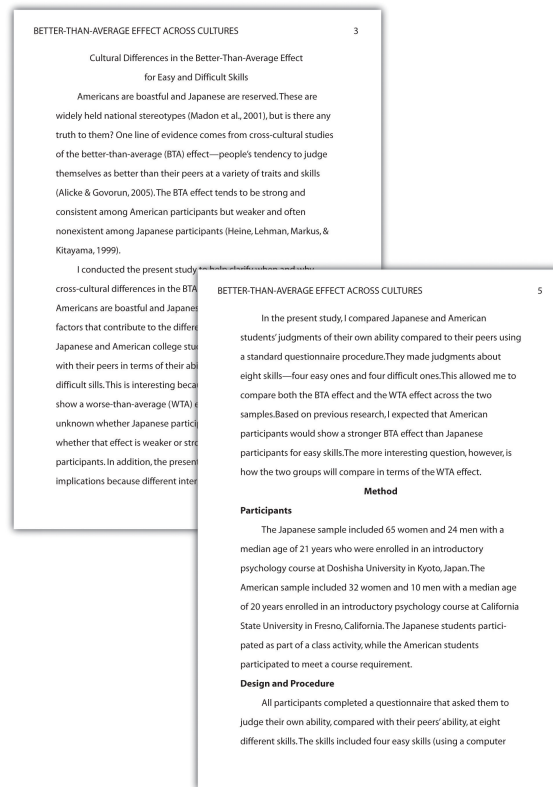 BETTER-THAN-AVERAGE EFFECT ACROSS CULTURES 3
Cultural Differences in the Better-Than-Average Effect
for Easy and Difficult Skills
Americans are boastful and Japanese are reserved. These are
widely held national stereotypes (Madon et al., 2001), but is there any
truth to them? One line of evidence comes from cross-cultural studies
of the better-than-average (BTA) effect—people's tendency to judge
themselves as better than their peers at a variety of traits and skills
(Alicke & Govorun, 2005). The BTA effect tends to be strong and
consistent among American participants but weaker and often
nonexistent among Japanese participants (Heine, Lehman, Markus, &
Kitayama, 1999).
I conducted the present study to help clarify when and why
cross-cultural differences in the BTA
Americans are boastful and Japanes
factors that contribute to the differe
Japanese and American college stu
with their peers in terms of their abi
difficult sills. This is interesting beca
show a worse-than-average (WTA) e
unknown whether Japanese partici
whether that effect is weaker or stro
participants. In addition, the present
implications because different inter
BETTER-THAN-AVERAGE EFFECT ACROSS CULTURES 5
In the present study, I compared Japanese and American
students' judgments of their own ability compared to their peers using
a standard questionnaire procedure. They made judgments about
eight skills—four easy ones and four difficult ones. This allowed me to
compare both the BTA effect and the WTA effect across the two
samples. Based on previous research, I expected that American
participants would show a stronger BTA effect than Japanese
participants for easy skills. The more interesting question, however, is
how the two groups will compare in terms of the WTA effect.
Method
Participants
The Japanese sample included 65 women and 24 men with a
median age of 21 years who were enrolled in an introductory
psychology course at Doshisha University in Kyoto, Japan. The
American sample included 32 women and 10 men with a median age
of 20 years enrolled in an introductory psychology course at California
State University in Fresno, California. The Japanese students partici-
pated as part of a class activity, while the American students
participated to meet a course requirement.
Design and Procedure
All participants completed a questionnaire that asked them to
judge their own ability, compared with their peers' ability, at eight
different skills. The skills included four easy skills (using a computer